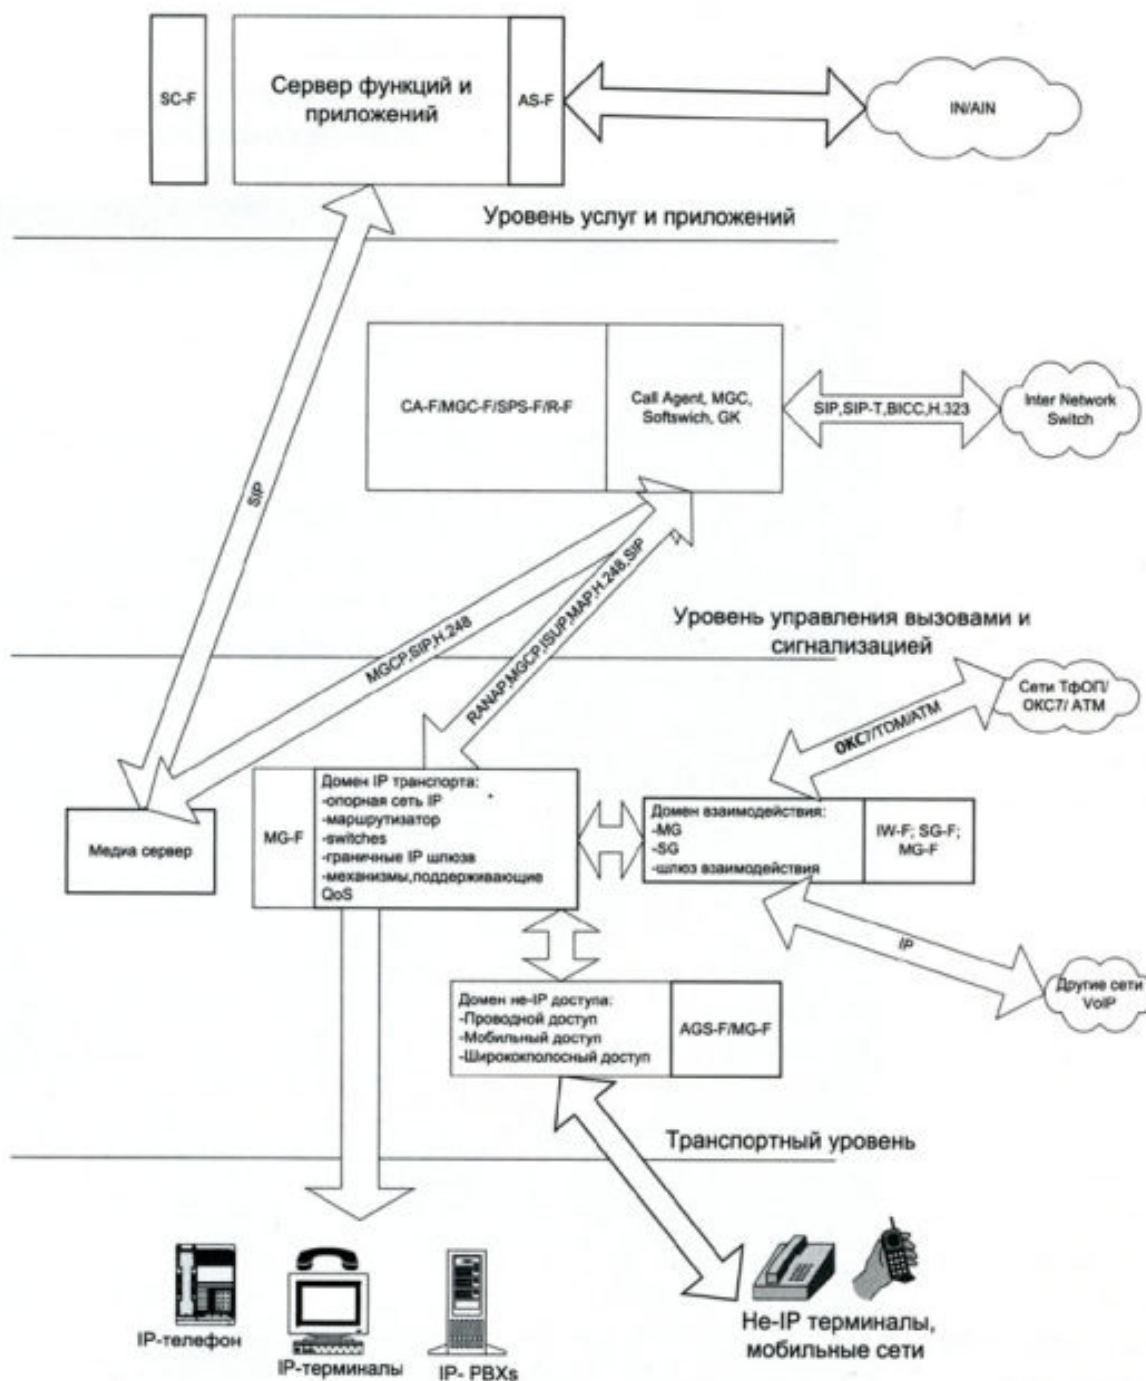 SC-F
Сервер функций и
приложений
AS-F
IN/AIN
Уровень услуг и приложений
CA-F/MGC-F/SPS-F/R-F
Call Agent, MGC,
Softswich, GK
SIP,SIP-T,BICC,H.323
Inter Network
Switch
SIP
MGCP,SIP,H.248
RANAP,MGCP,ISUP,MAP,H.248,SIP
Уровень управления вызовами и
сигнализацией
ОКС7/TDM/ATM
Сети ТфОП/
ОКС7/ АТМ
Медиа сервер
MG-F
Домен IP транспорта:
-опорная сеть IP
-маршрутизатор
-switches
-граничные IP шлюзв
-механизмы,поддерживающие
QoS
Домен взаимодействия:
-MG
-SG
-шлюз взаимодействия
IW-F; SG-F;
MG-F
IP
Другие сети
VoIP
Домен не-IP доступа:
-Проводной доступ
-Мобильный доступ
-Широкополосный доступ
AGS-F/MG-F
Транспортный уровень
IP-телефон
IP-терминалы
IP- PBXs
Не-IP терминалы,
мобильные сети